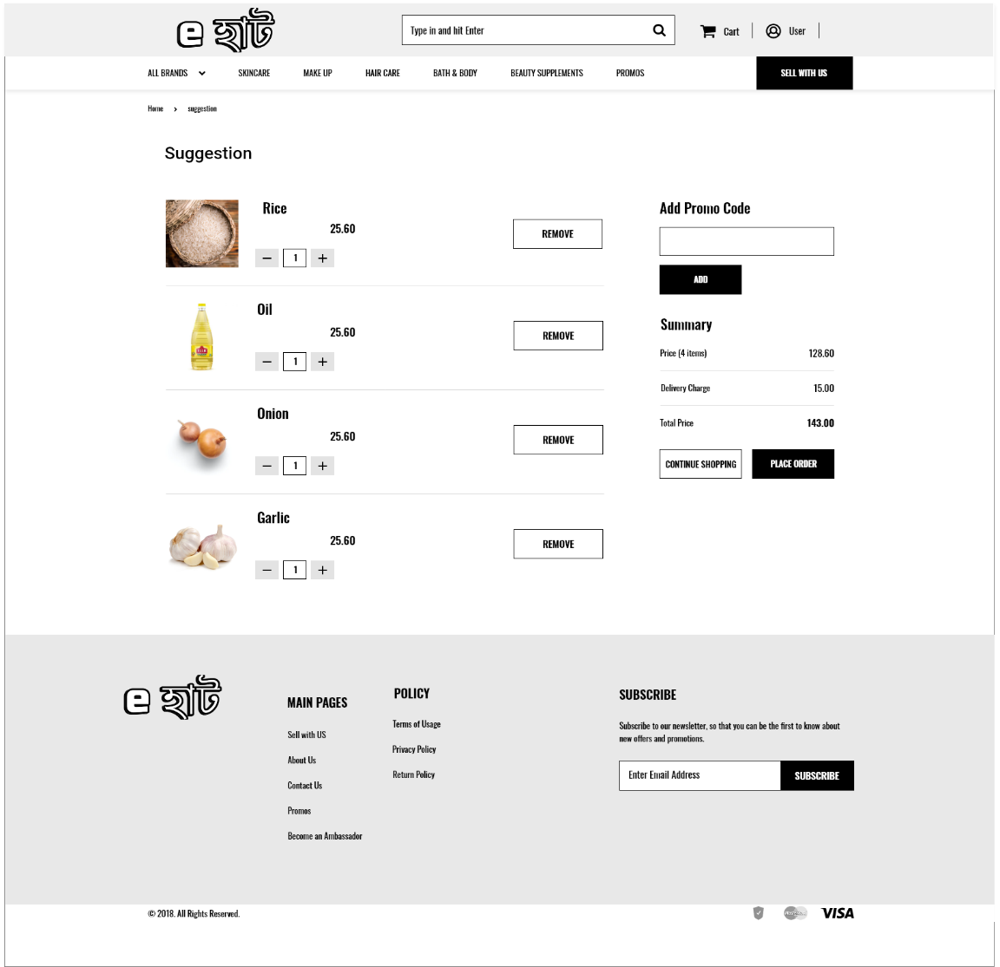 e হাট
Type in and hit Enter
Cart
User
ALL BRANDS
SKINCARE
MAKE UP
HAIR CARE
BATH & BODY
BEAUTY SUPPLEMENTS
PROMOS
SELL WITH US
Home > suggestion
Suggestion
Rice
25.60
− 1 +
REMOVE
Oil
25.60
− 1 +
REMOVE
Onion
25.60
− 1 +
REMOVE
Garlic
25.60
− 1 +
REMOVE
Add Promo Code
ADD
Summary
Price (4 items) 128.60
Delivery Charge 15.00
Total Price 143.00
CONTINUE SHOPPING
PLACE ORDER
e হাট
MAIN PAGES
Sell with US
About Us
Contact Us
Promos
Become an Ambassador
POLICY
Terms of Usage
Privacy Policy
Return Policy
SUBSCRIBE
Subscribe to our newsletter, so that you can be the first to know about
new offers and promotions.
Enter Email Address
SUBSCRIBE
© 2018. All Rights Reserved.
VISA